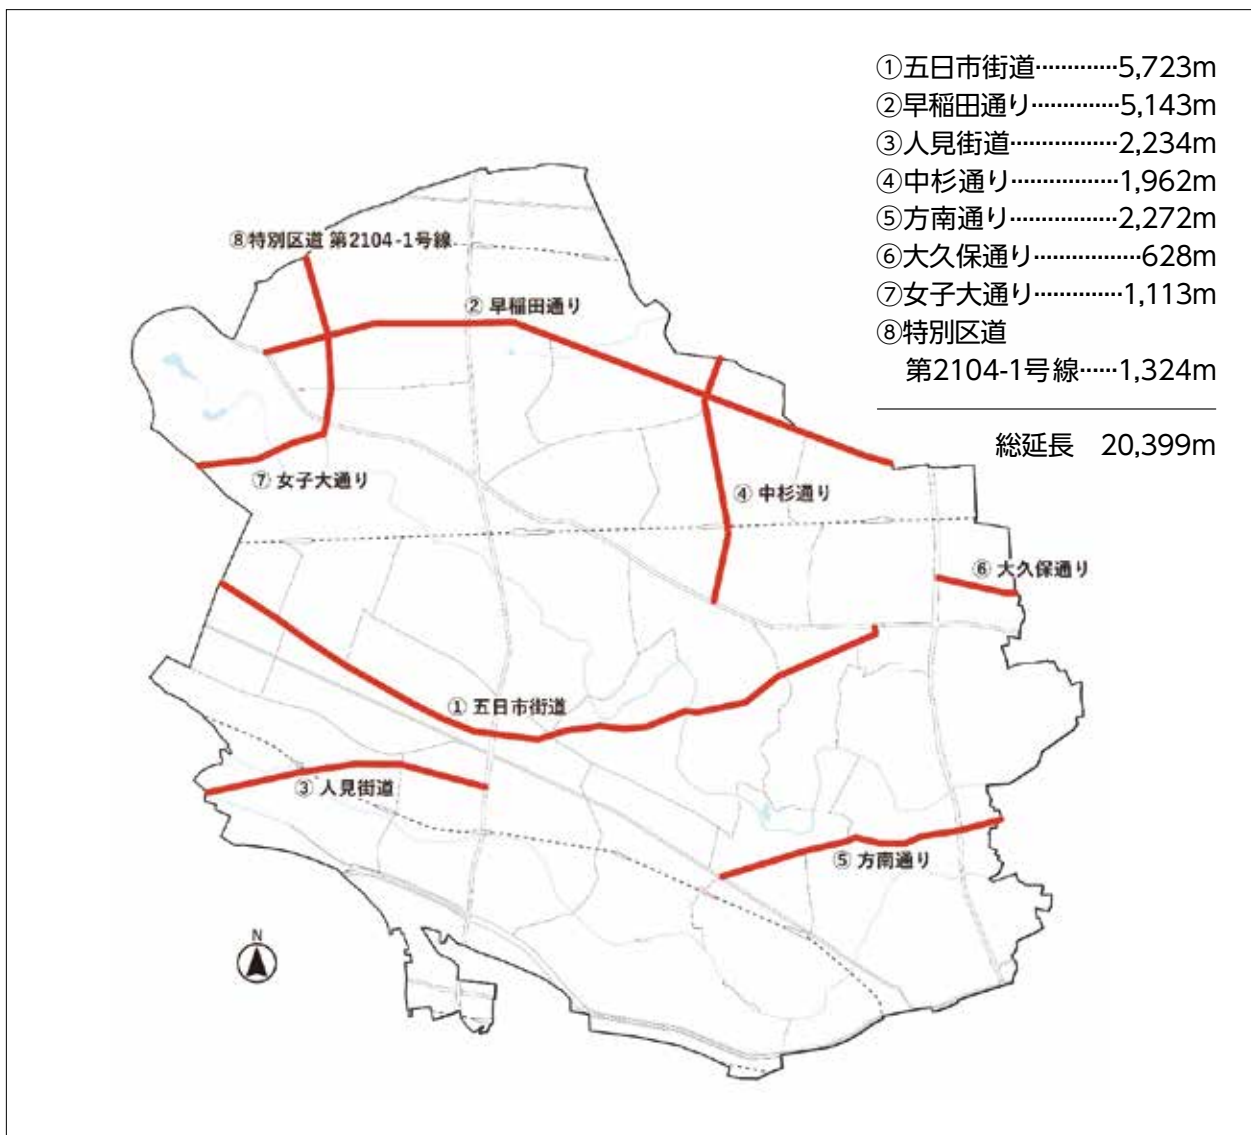 ①五日市街道·············5,723m
②早稲田通り··············5,143m
③人見街道·················2,234m
④中杉通り·················1,962m
⑤方南通り·················2,272m
⑥大久保通り·················628m
⑦女子大通り··············1,113m
⑧特別区道
第2104-1号線······1,324m
総延長 20,399m
⑧特別区道 第2104-1号線
② 早稲田通り
⑦ 女子大通り
④ 中杉通り
⑥ 大久保通り
① 五日市街道
③ 人見街道
⑤ 方南通り
N